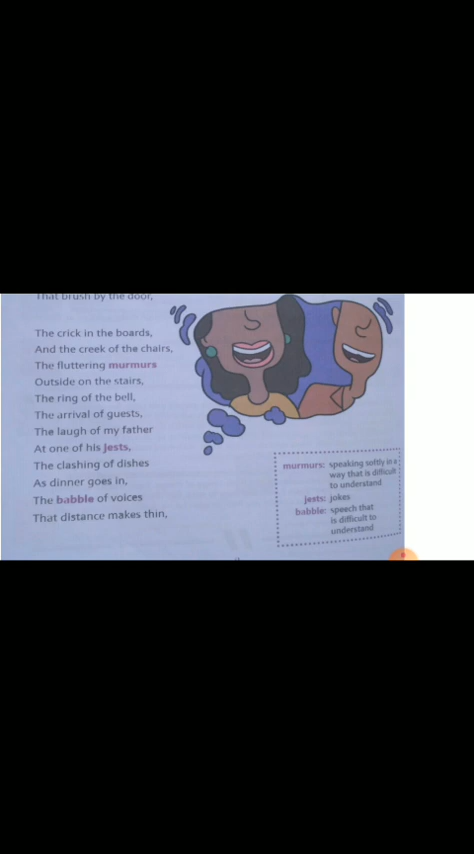 That brush by the door,
The crick in the boards,
And the creek of the chairs,
The fluttering murmurs
Outside on the stairs,
The ring of the bell,
The arrival of guests,
The laugh of my father
At one of his jests,
The clashing of dishes
As dinner goes in,
The babble of voices
That distance makes thin,
murmurs: speaking softly in a
way that is difficult
to understand
jests: jokes
babble: speech that
is difficult to
understand